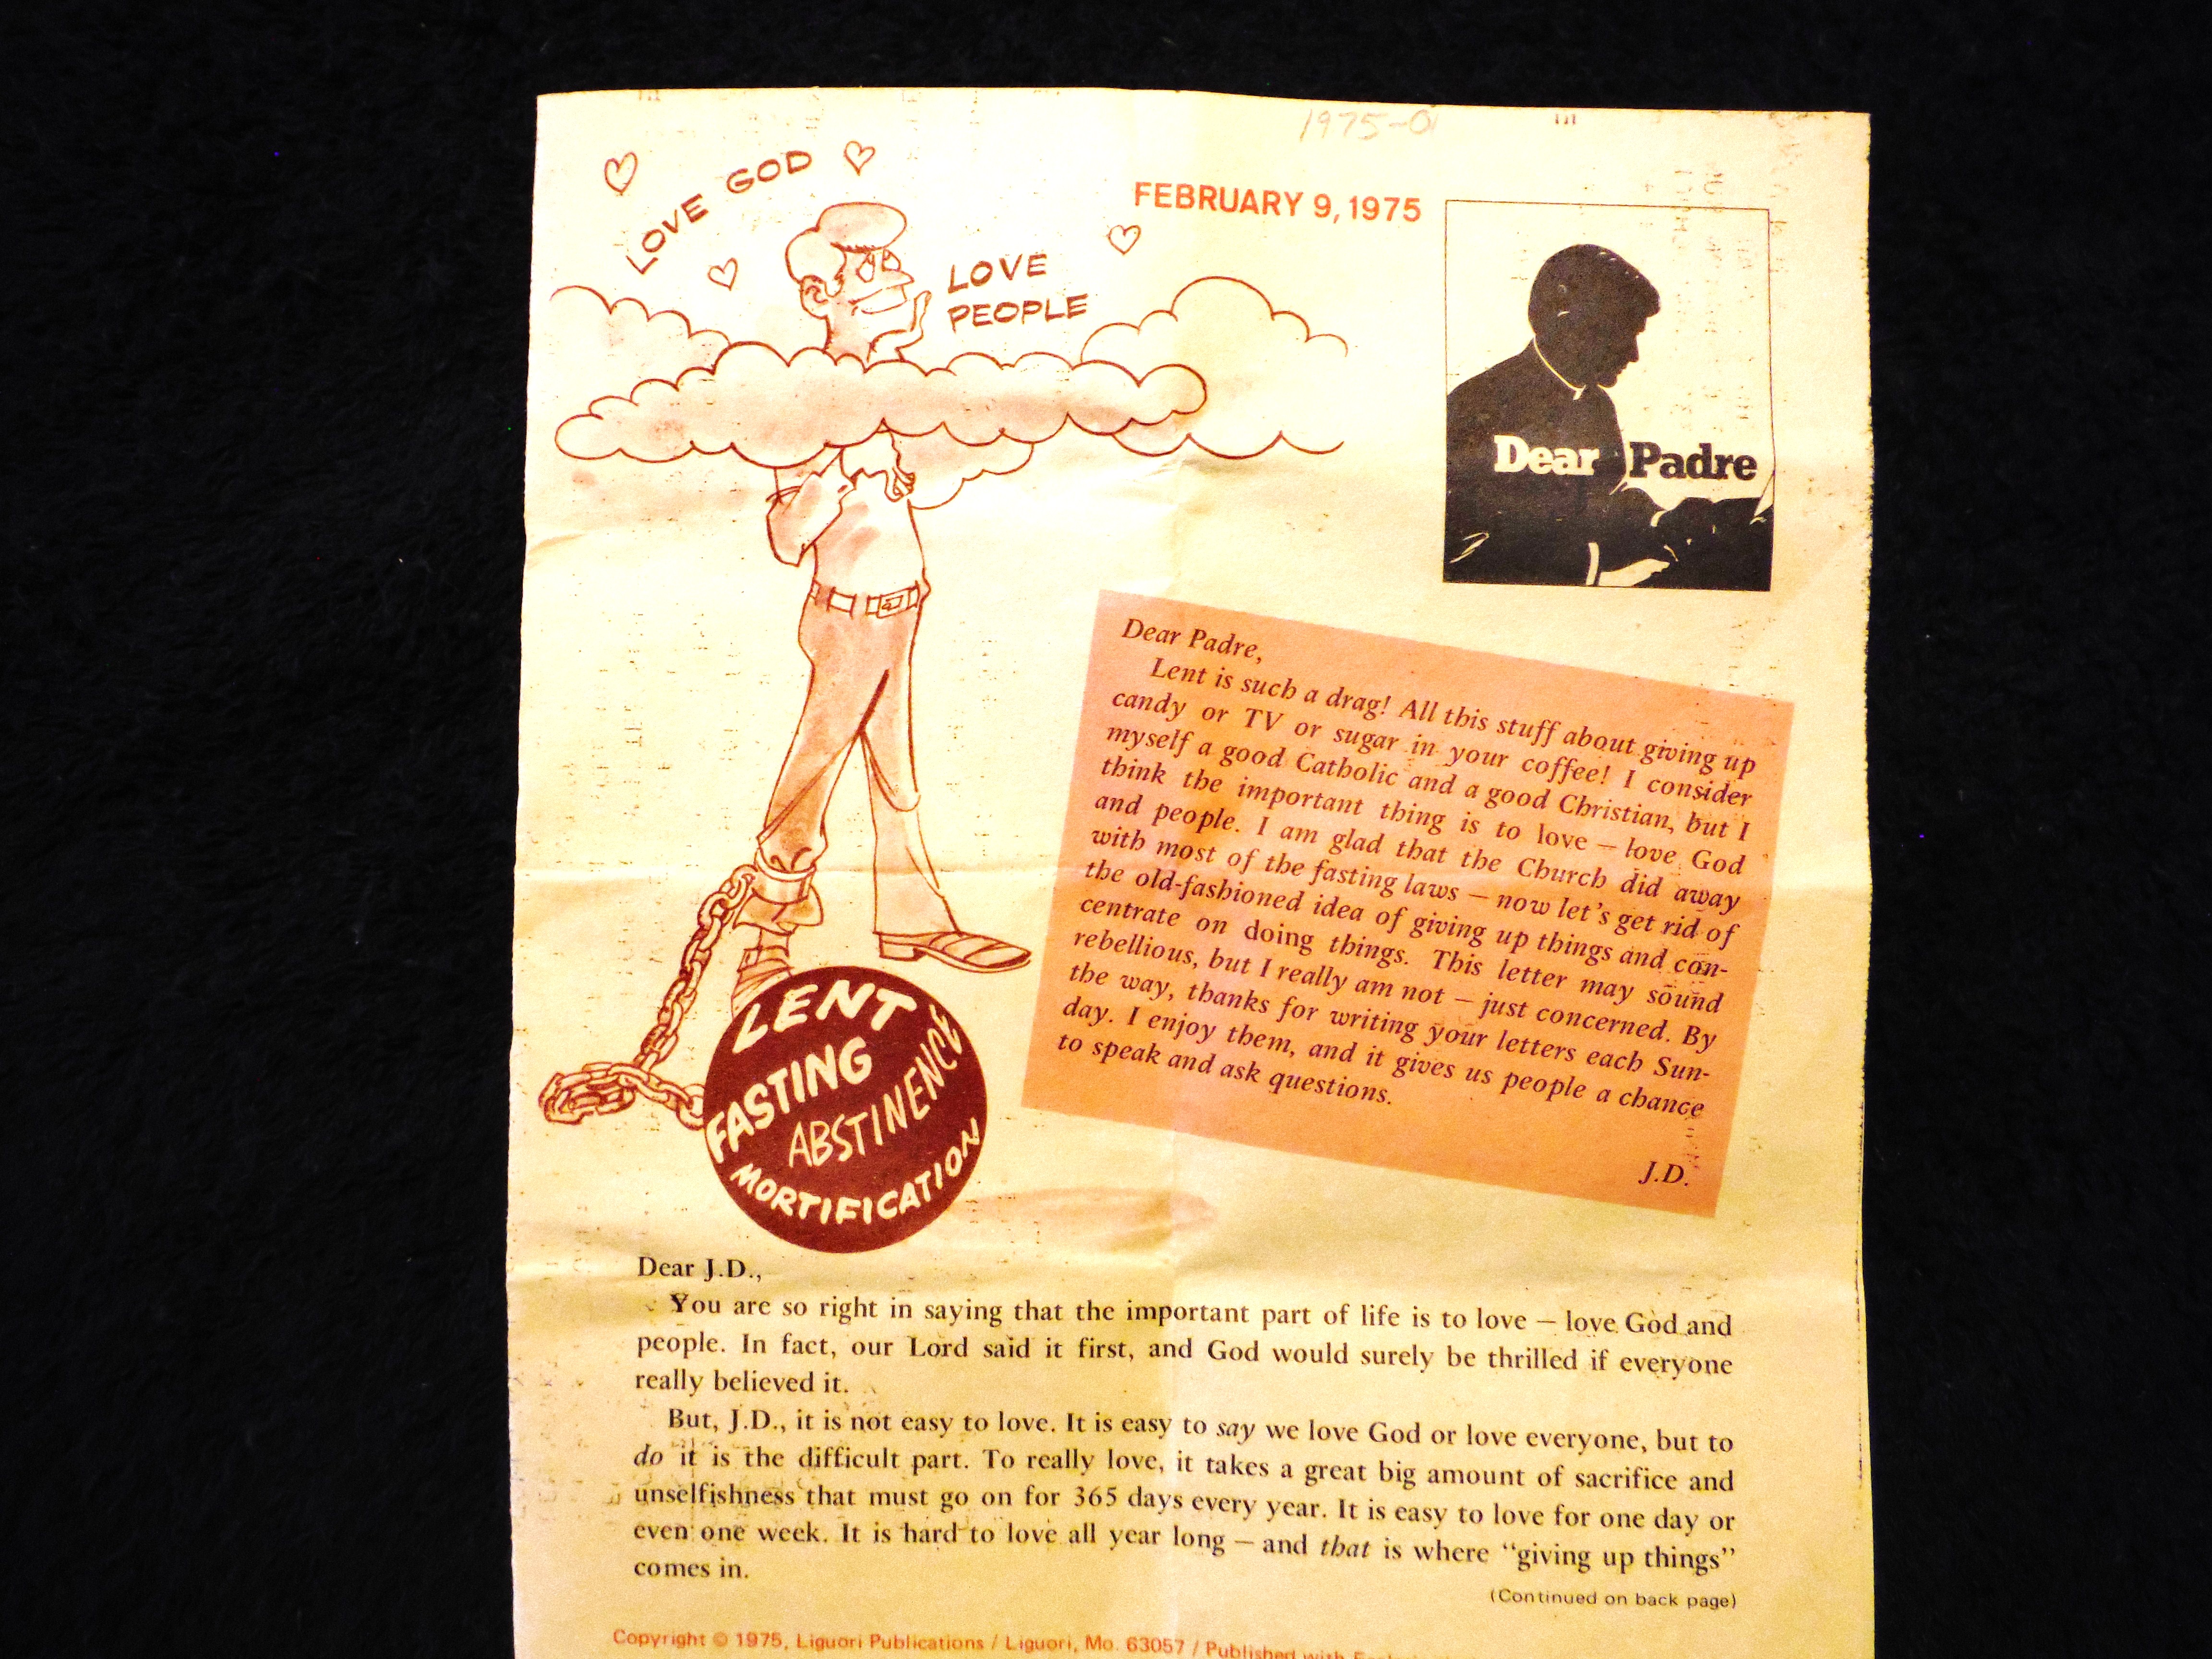 1975-0
FEBRUARY 9, 1975
LOVE GOD
LOVE
PEOPLE
Dear Padre
Dear Padre,
Lent is such a drag! All this stuff about giving up
candy or TV or sugar in your coffee! I consider
myself a good Catholic and a good Christian, but I
think the important thing is to love — love God
and people. I am glad that the Church did away
with most of the fasting laws — now let's get rid of
the old-fashioned idea of giving up things and con-
centrate on doing things. This letter may sound
rebellious, but I really am not — just concerned. By
the way, thanks for writing your letters each Sun-
day. I enjoy them, and it gives us people a chance
to speak and ask questions.
J.D.
LENT
FASTING
ABSTINENCE
MORTIFICATION
Dear J.D.,
You are so right in saying that the important part of life is to love — love God and
people. In fact, our Lord said it first, and God would surely be thrilled if everyone
really believed it.
But, J.D., it is not easy to love. It is easy to say we love God or love everyone, but to
do it is the difficult part. To really love, it takes a great big amount of sacrifice and
unselfishness that must go on for 365 days every year. It is easy to love for one day or
even one week. It is hard to love all year long — and that is where "giving up things"
comes in.
(Continued on back page)
Copyright © 1975, Liguori Publications / Liguori, Mo. 63057 / Published with